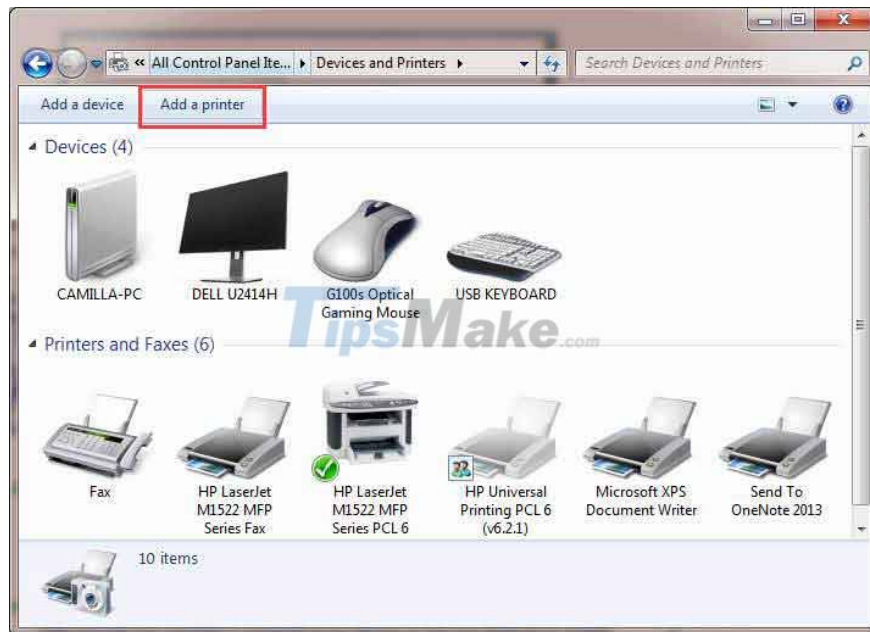 « All Control Panel Ite... ▸ Devices and Printers ▸ Search Devices and Printers
Add a device Add a printer
Devices (4)
CAMILLA-PC DELL U2414H G100s Optical USB KEYBOARD
Gaming Mouse
TipsMake.com
Printers and Faxes (6)
Fax HP LaserJet HP LaserJet HP Universal Microsoft XPS Send To
M1522 MFP M1522 MFP Printing PCL 6 Document Writer OneNote 2013
Series Fax Series PCL 6 (v6.2.1)
10 items